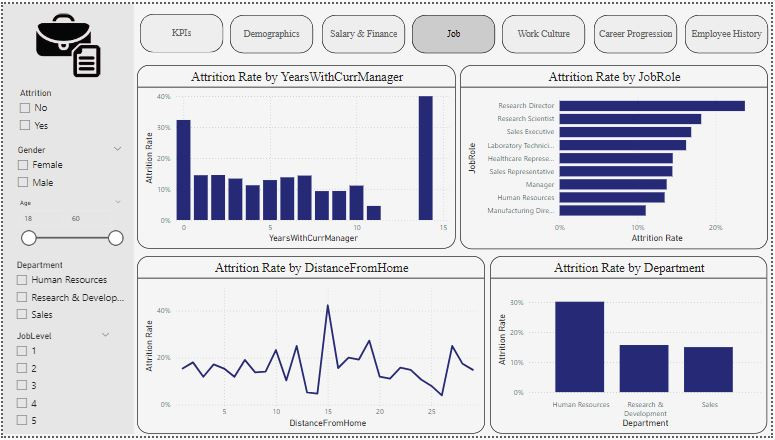 KPIs
Demographics
Salary & Finance
Job
Work Culture
Career Progression
Employee History
Attrition
No
Yes
Gender
Female
Male
Age
18
60
Department
Human Resources
Research & Develop...
Sales
JobLevel
1
2
3
4
5
Attrition Rate by YearsWithCurrManager
Attrition Rate
40%
30%
20%
10%
0%
0
5
10
15
YearsWithCurrManager
Attrition Rate by JobRole
JobRole
Research Director
Research Scientist
Sales Executive
Laboratory Technici...
Healthcare Represe...
Sales Representative
Manager
Human Resources
Manufacturing Dire...
0%
10%
20%
Attrition Rate
Attrition Rate by DistanceFromHome
Attrition Rate
40%
20%
0%
5
10
15
20
25
DistanceFromHome
Attrition Rate by Department
Attrition Rate
30%
20%
10%
0%
Human Resources
Research &
Development
Sales
Department